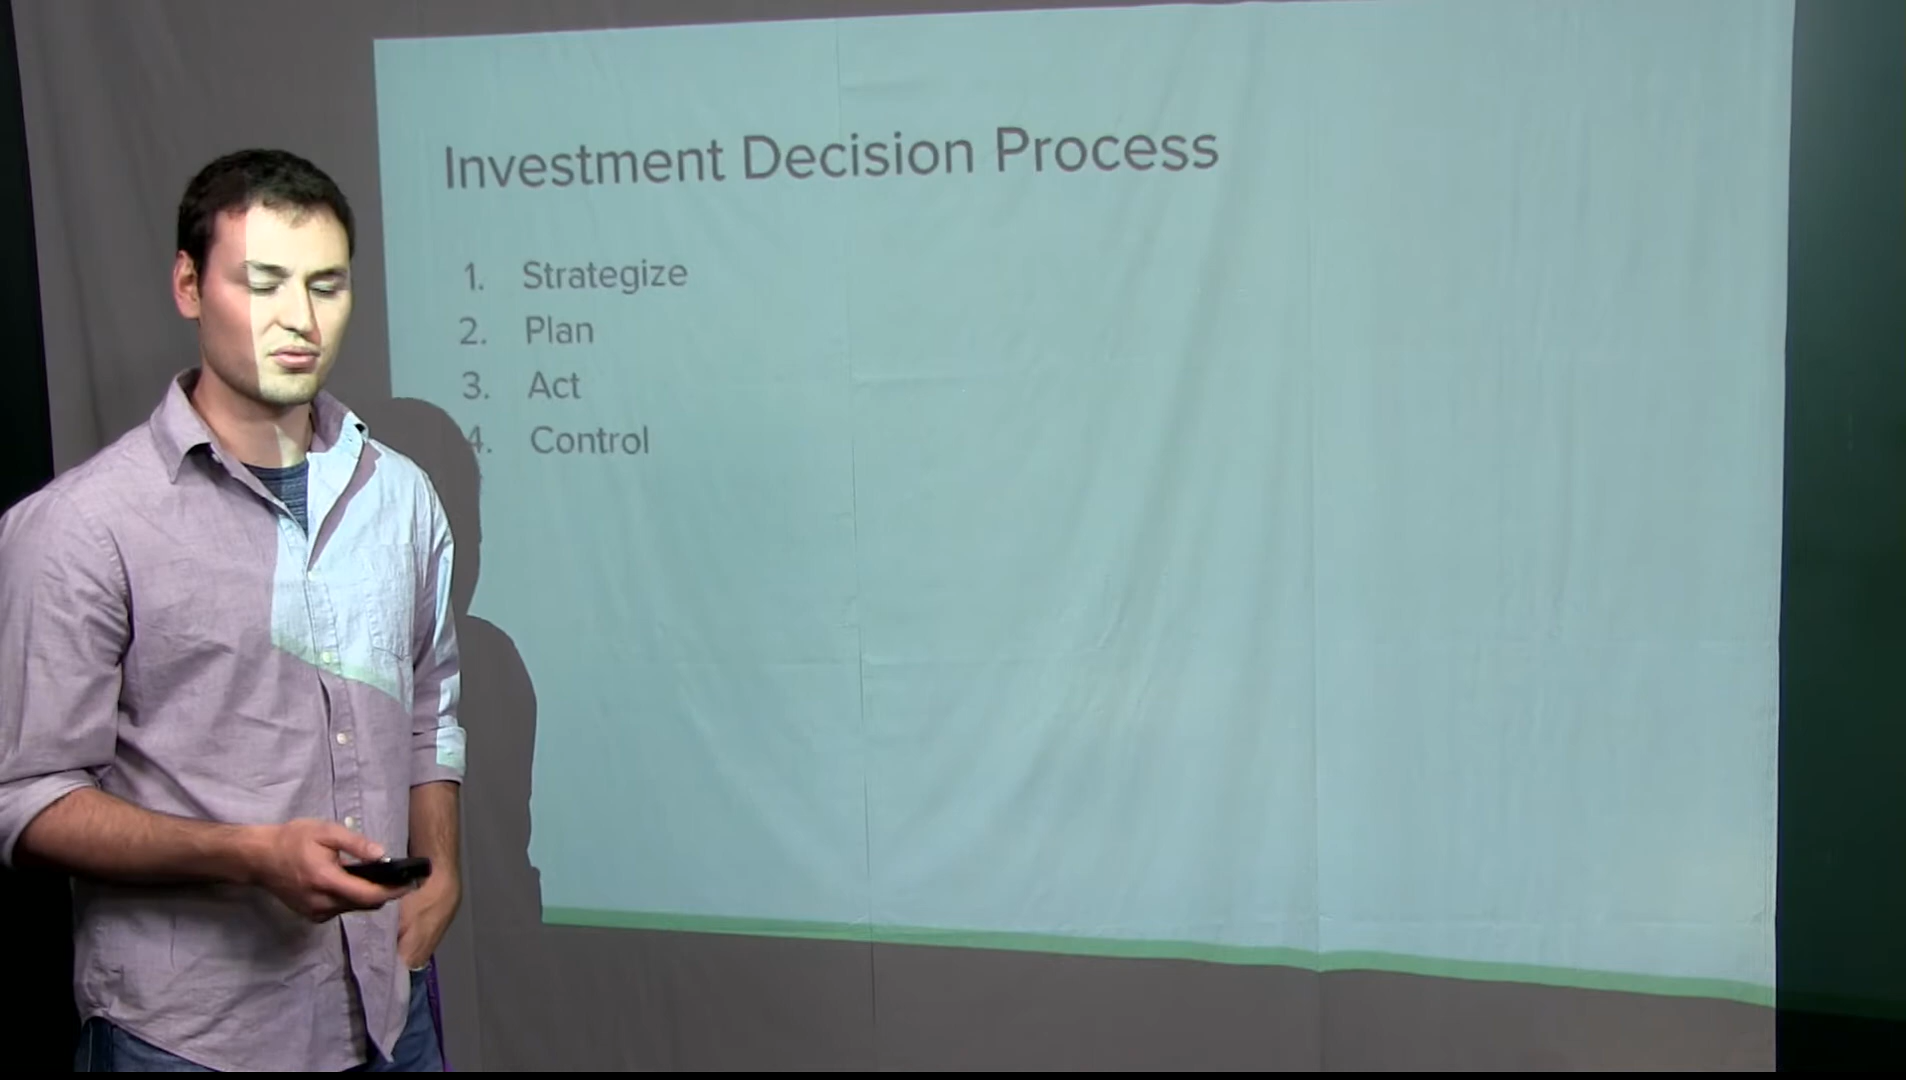 Investment Decision Process
1. Strategize
2. Plan
3. Act
4. Control